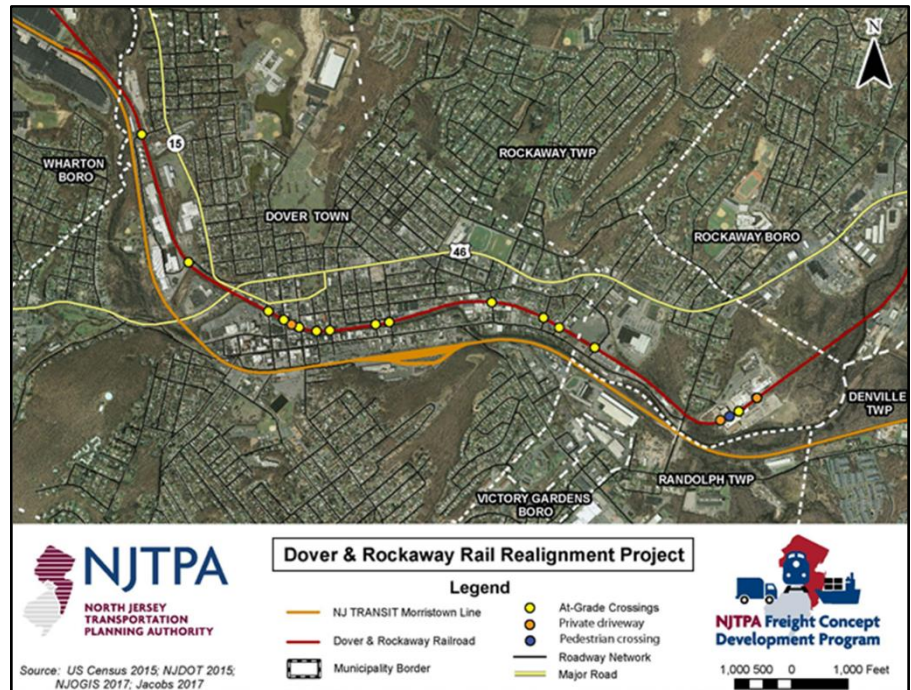 N
15
WHARTON
BORO
ROCKAWAY TWP
DOVER TOWN
ROCKAWAY BORO
46
DENVILLE
TWP
RANDOLPH TWP
VICTORY GARDENS
BORO
NJTPA
NORTH JERSEY
TRANSPORTATION
PLANNING AUTHORITY
Source: US Census 2015; NJDOT 2015;
NJOGIS 2017; Jacobs 2017
Dover & Rockaway Rail Realignment Project
Legend
NJ TRANSIT Morristown Line
Dover & Rockaway Railroad
Municipality Border
At-Grade Crossings
Private driveway
Pedestrian crossing
Roadway Network
Major Road
NJTPA Freight Concept
Development Program
1,000 500 0 1,000 Feet